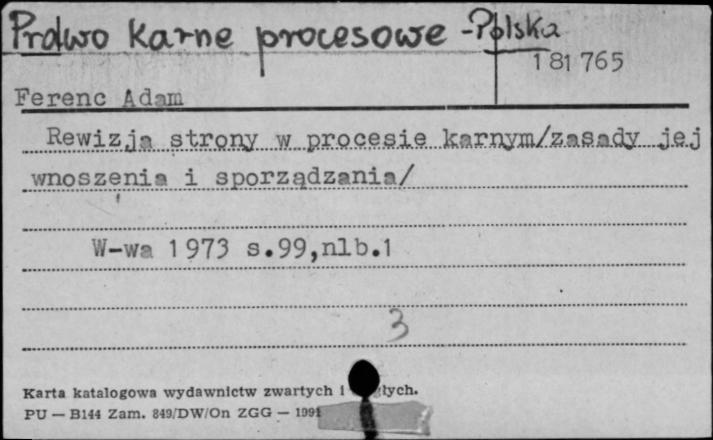 Prawo karne procesowe - Polska
181765
Ferenc Adam
Rewizja strony w procesie karnym/zasady jej
wnoszenia i sporządzania/
W-wa 1973 s.99,nlb.1
3
Karta katalogowa wydawnictw zwartych i
PU — B144 Zam. 849/DW/On ZGG — 1991